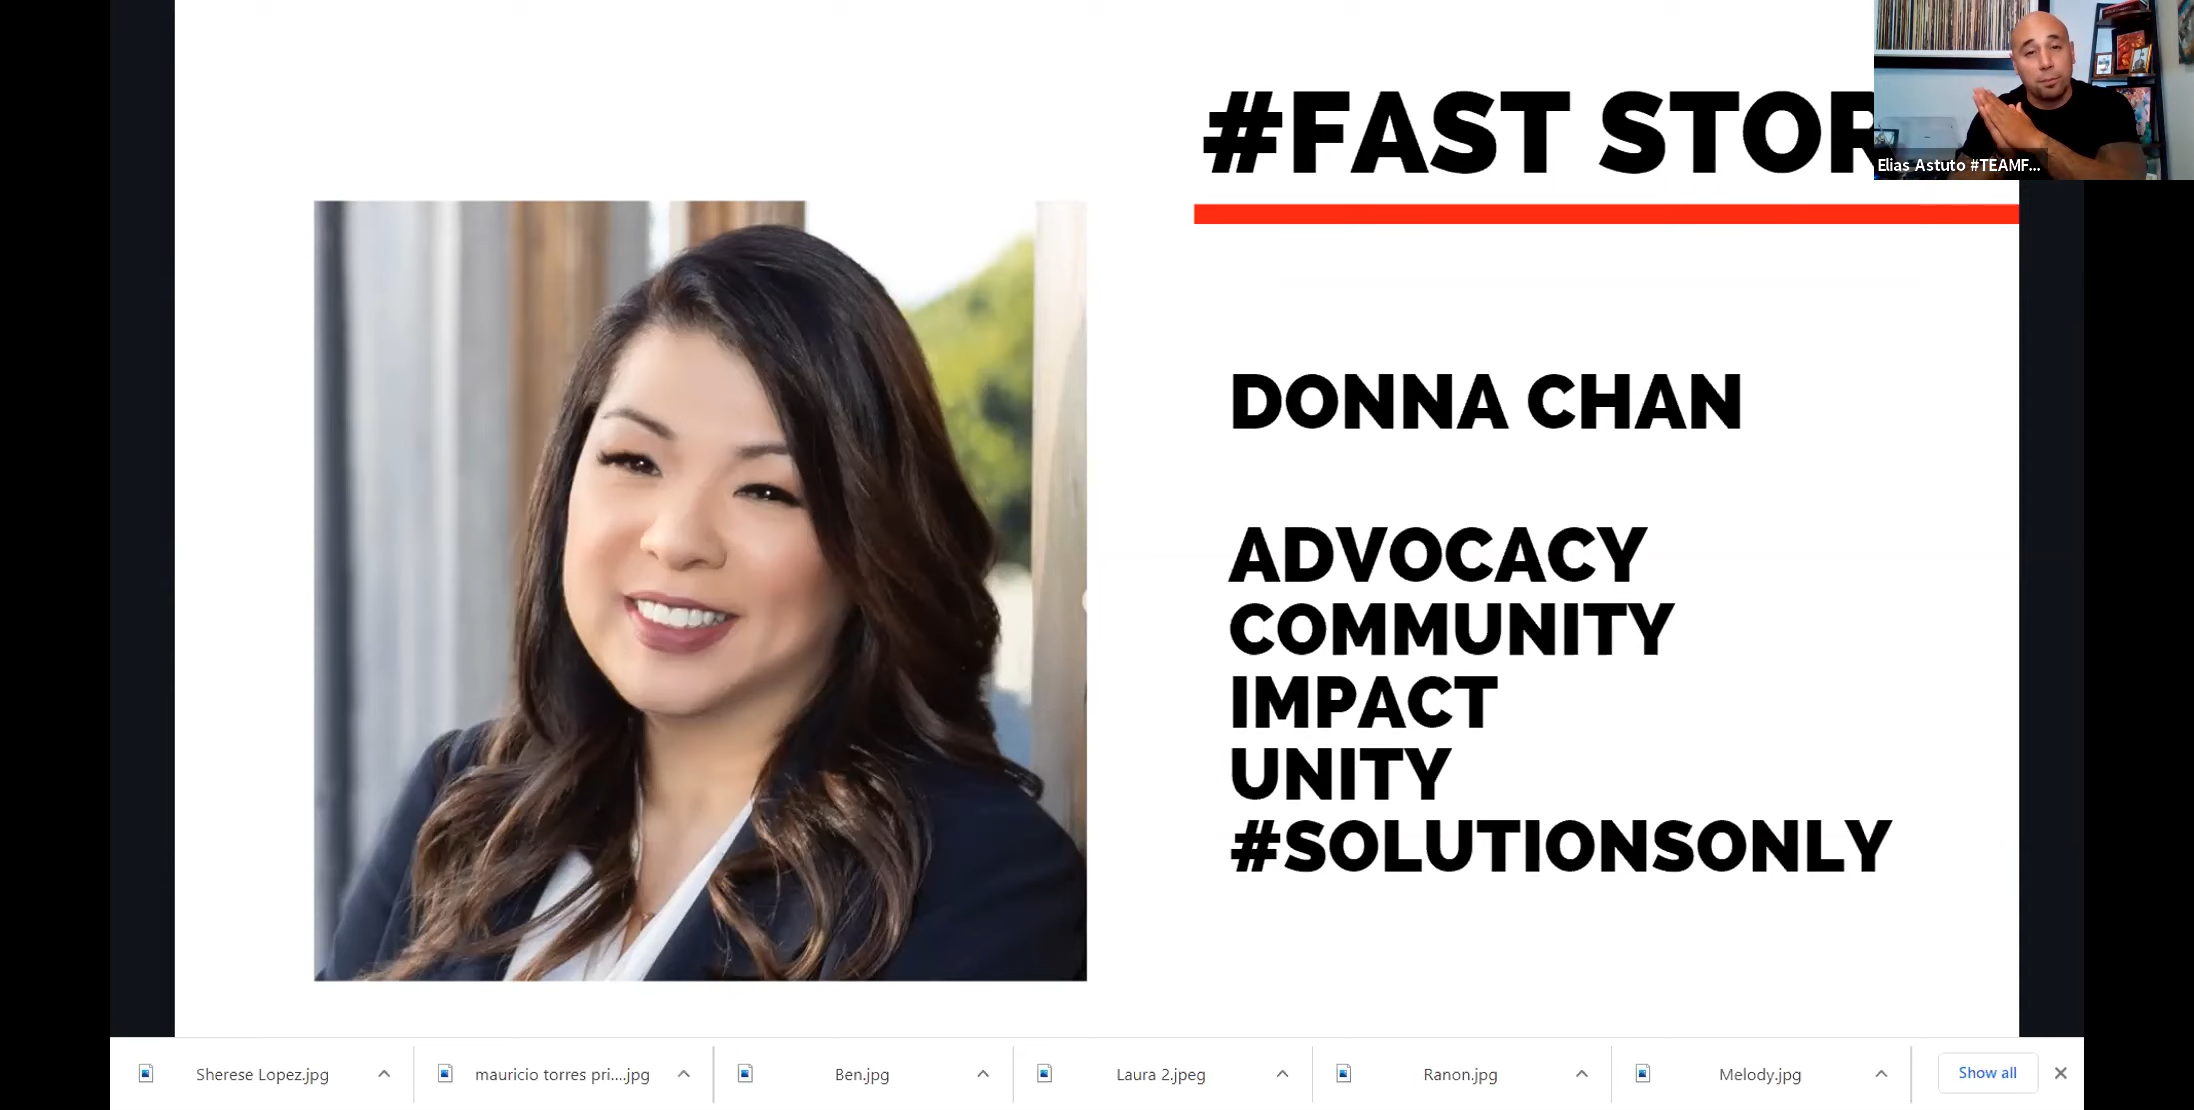 #FAST STOR
Elias Astuto #TEAMF...
DONNA CHAN
ADVOCACY
COMMUNITY
IMPACT
UNITY
#SOLUTIONSONLY
Sherese Lopez.jpg
mauricio torres pri....jpg
Ben.jpg
Laura 2.jpeg
Ranon.jpg
Melody.jpg
Show all